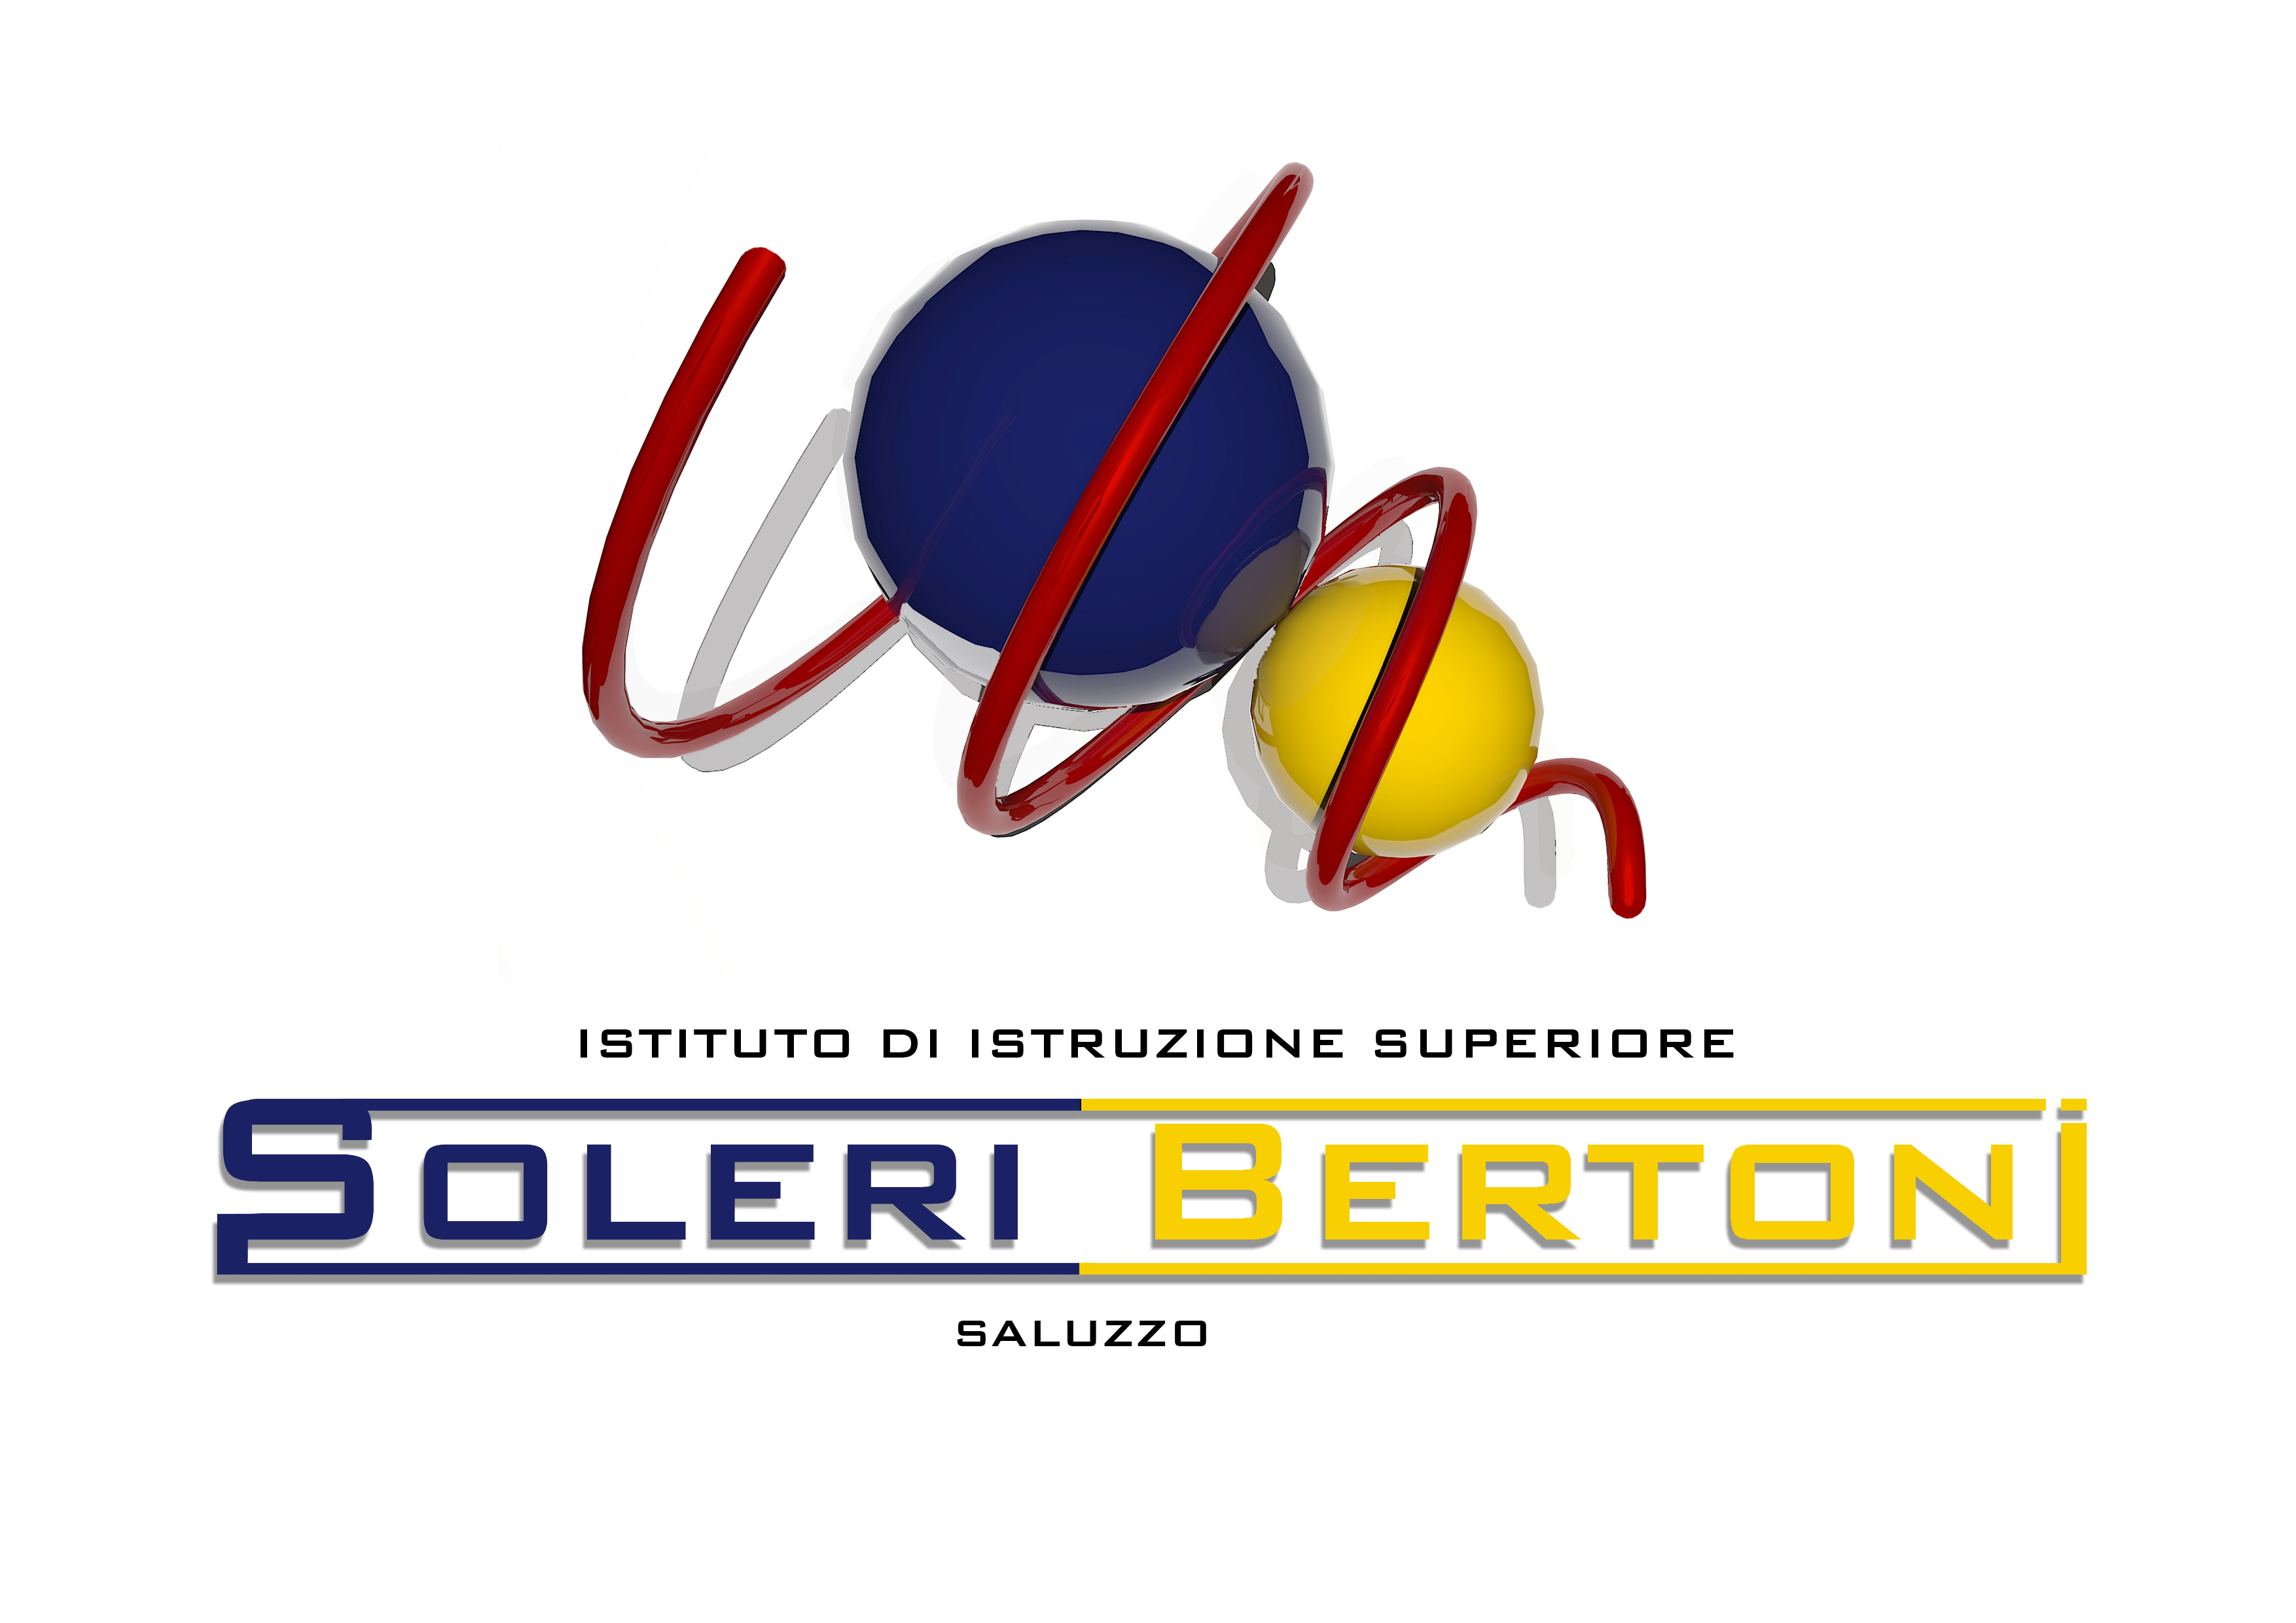 ISTITUTO DI ISTRUZIONE SUPERIORE
SOLERI BERTONI
SALUZZO